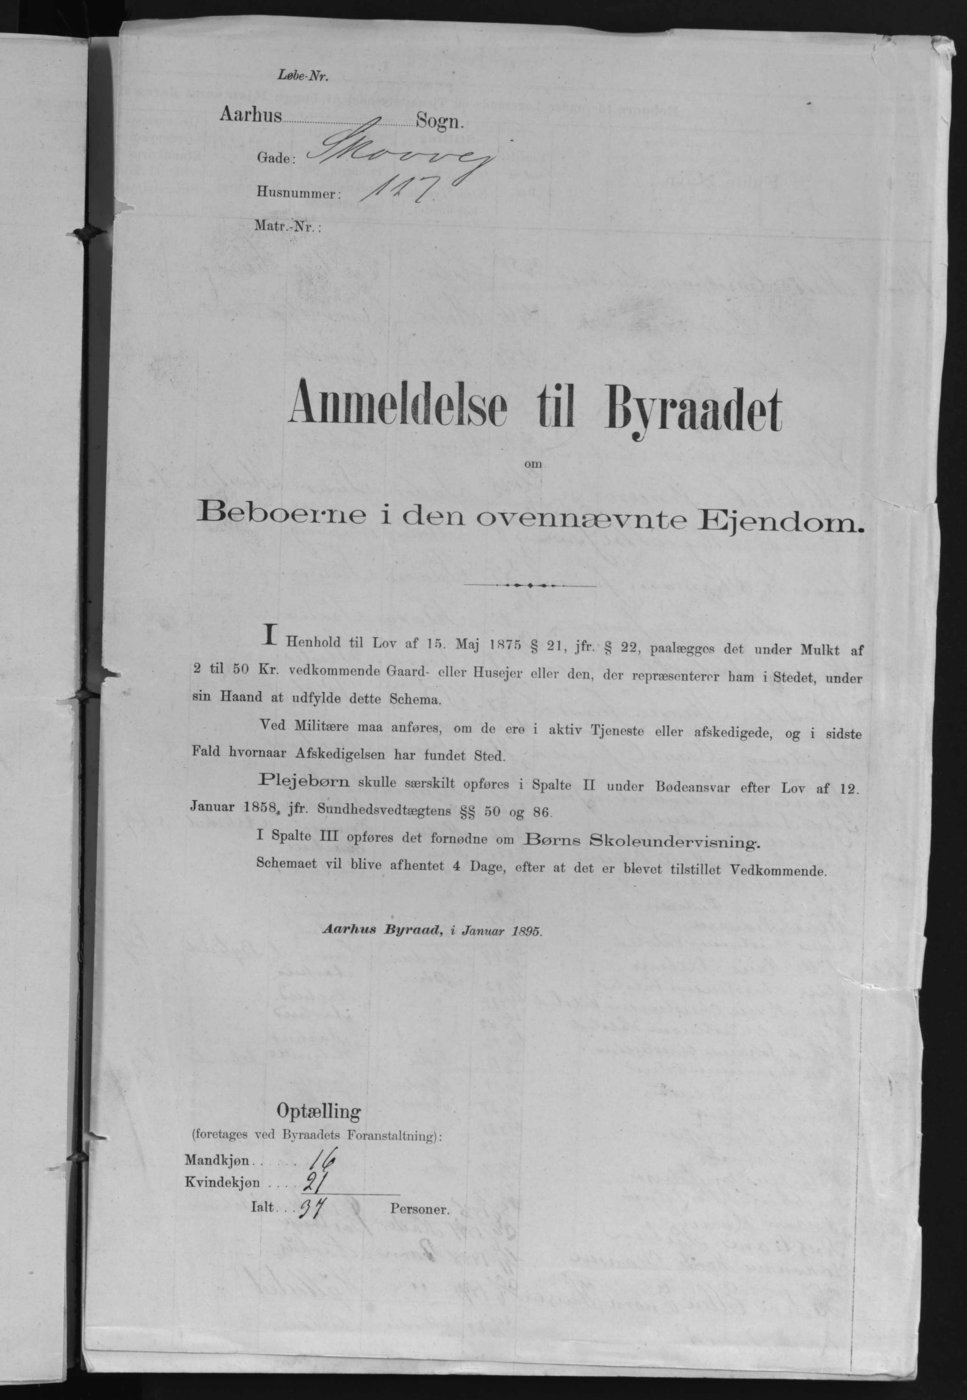 Løbe-Nr.
Aarhus Sogn.
Gade: Skovvej
Husnummer: 127.
Matr.-Nr.:
Anmeldelse til Byraadet
om
Beboerne i den ovennævnte Ejendom.
I Henhold til Lov af 15. Maj 1875 § 21, jfr. § 22, paalægges det under Mulkt af
2 til 50 Kr. vedkommende Gaard- eller Husejer eller den, der repræsenterer ham i Stedet, under
sin Haand at udfylde dette Schema.
Ved Militære maa anføres, om de ere i aktiv Tjeneste eller afskedigede, og i sidste
Fald hvornaar Afskedigelsen har fundet Sted.
Plejebørn skulle særskilt opføres i Spalte II under Bødeansvar efter Lov af 12.
Januar 1858, jfr. Sundhedsvedtægtens §§ 50 og 86.
I Spalte III opføres det fornødne om Børns Skoleundervisning.
Schemaet vil blive afhentet 4 Dage, efter at det er blevet tilstillet Vedkommende.
Aarhus Byraad, i Januar 1895.
Optælling
(foretages ved Byraadets Foranstaltning):
Mandkjøn..... 16
Kvindekjøn.... 21
Ialt... 37 Personer.